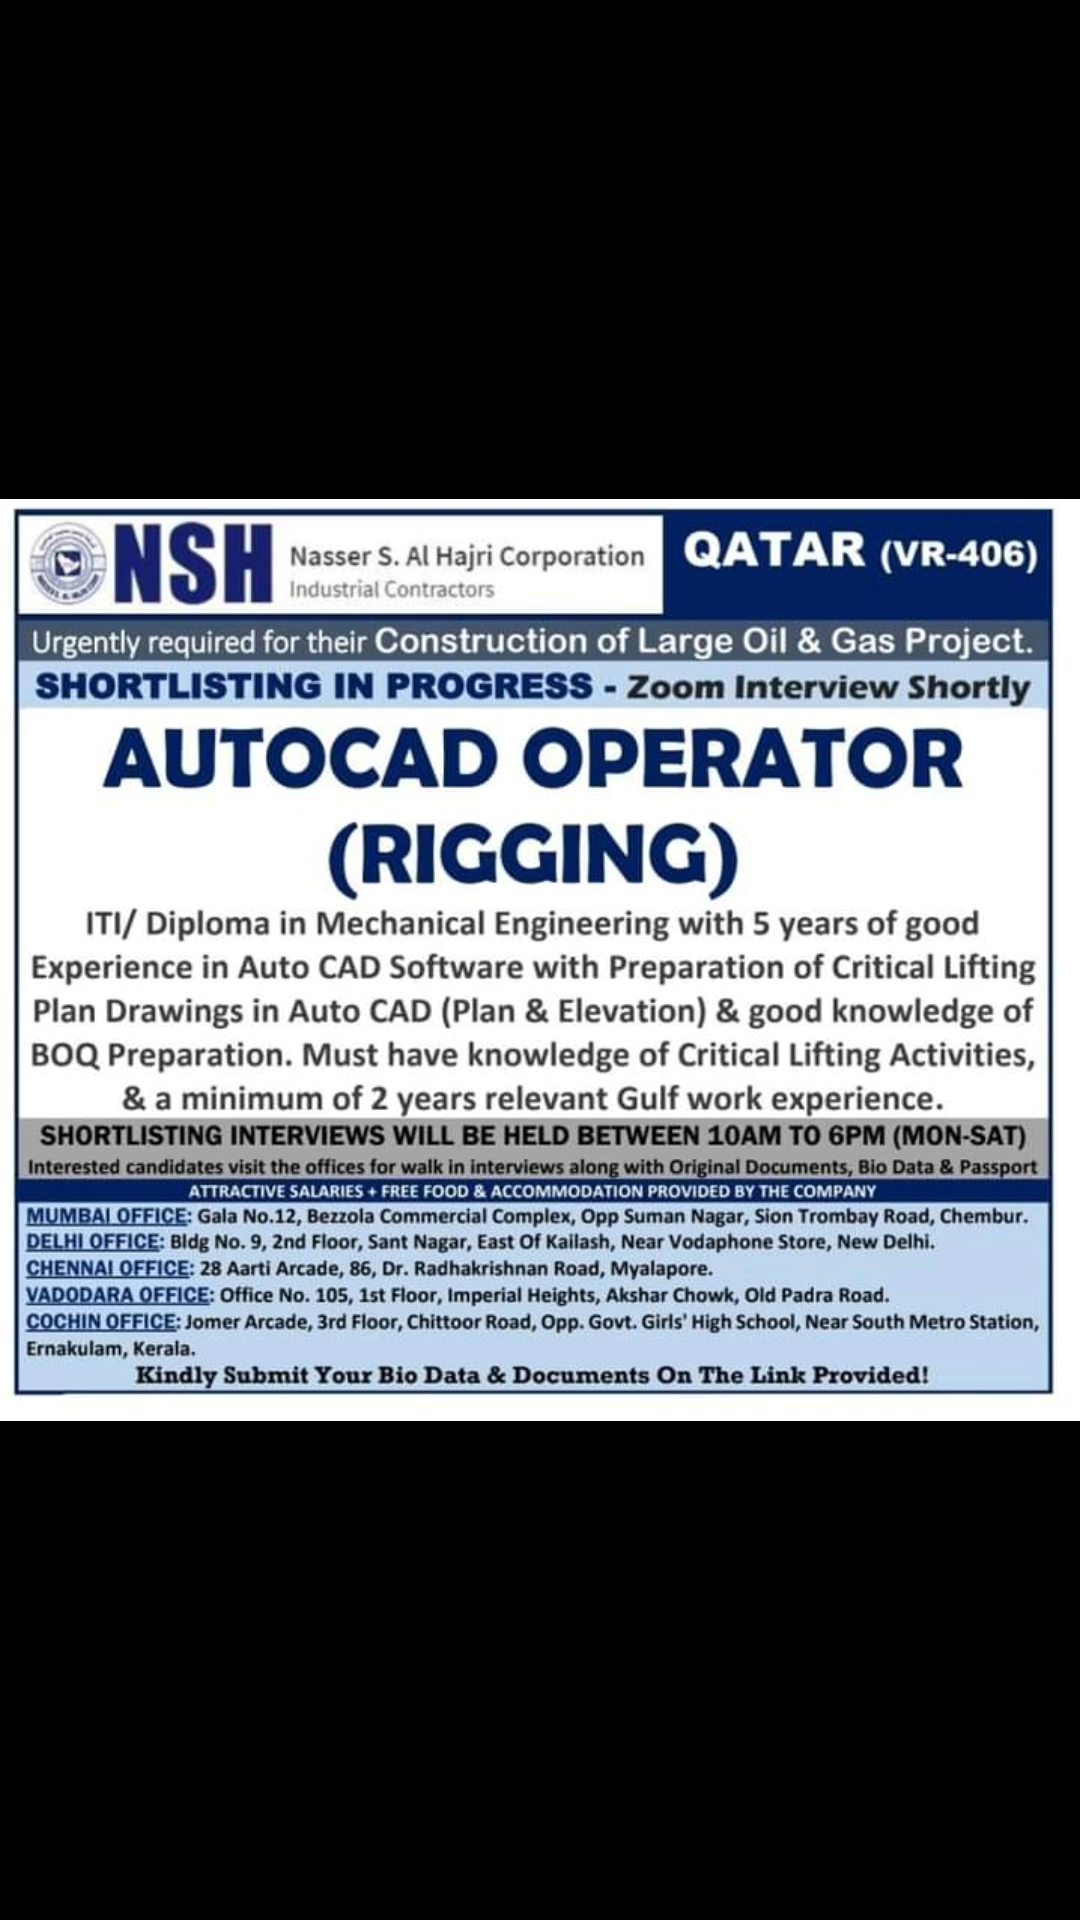 NSH
Nasser S. Al Hajri Corporation
Industrial Contractors
QATAR (VR-406)
Urgently required for their Construction of Large Oil & Gas Project.
SHORTLISTING IN PROGRESS - Zoom Interview Shortly
AUTOCAD OPERATOR
(RIGGING)
ITI/ Diploma in Mechanical Engineering with 5 years of good
Experience in Auto CAD Software with Preparation of Critical Lifting
Plan Drawings in Auto CAD (Plan & Elevation) & good knowledge of
BOQ Preparation. Must have knowledge of Critical Lifting Activities,
& a minimum of 2 years relevant Gulf work experience.
SHORTLISTING INTERVIEWS WILL BE HELD BETWEEN 10AM TO 6PM (MON-SAT)
Interested candidates visit the offices for walk in interviews along with Original Documents, Bio Data & Passport
ATTRACTIVE SALARIES + FREE FOOD & ACCOMMODATION PROVIDED BY THE COMPANY
MUMBAI OFFICE: Gala No.12, Bezzola Commercial Complex, Opp Suman Nagar, Sion Trombay Road, Chembur.
DELHI OFFICE: Bldg No. 9, 2nd Floor, Sant Nagar, East Of Kailash, Near Vodaphone Store, New Delhi.
CHENNAI OFFICE: 28 Aarti Arcade, 86, Dr. Radhakrishnan Road, Myalapore.
VADODARA OFFICE: Office No. 105, 1st Floor, Imperial Heights, Akshar Chowk, Old Padra Road.
COCHIN OFFICE: Jomer Arcade, 3rd Floor, Chittoor Road, Opp. Govt. Girls' High School, Near South Metro Station,
Ernakulam, Kerala.
Kindly Submit Your Bio Data & Documents On The Link Provided!